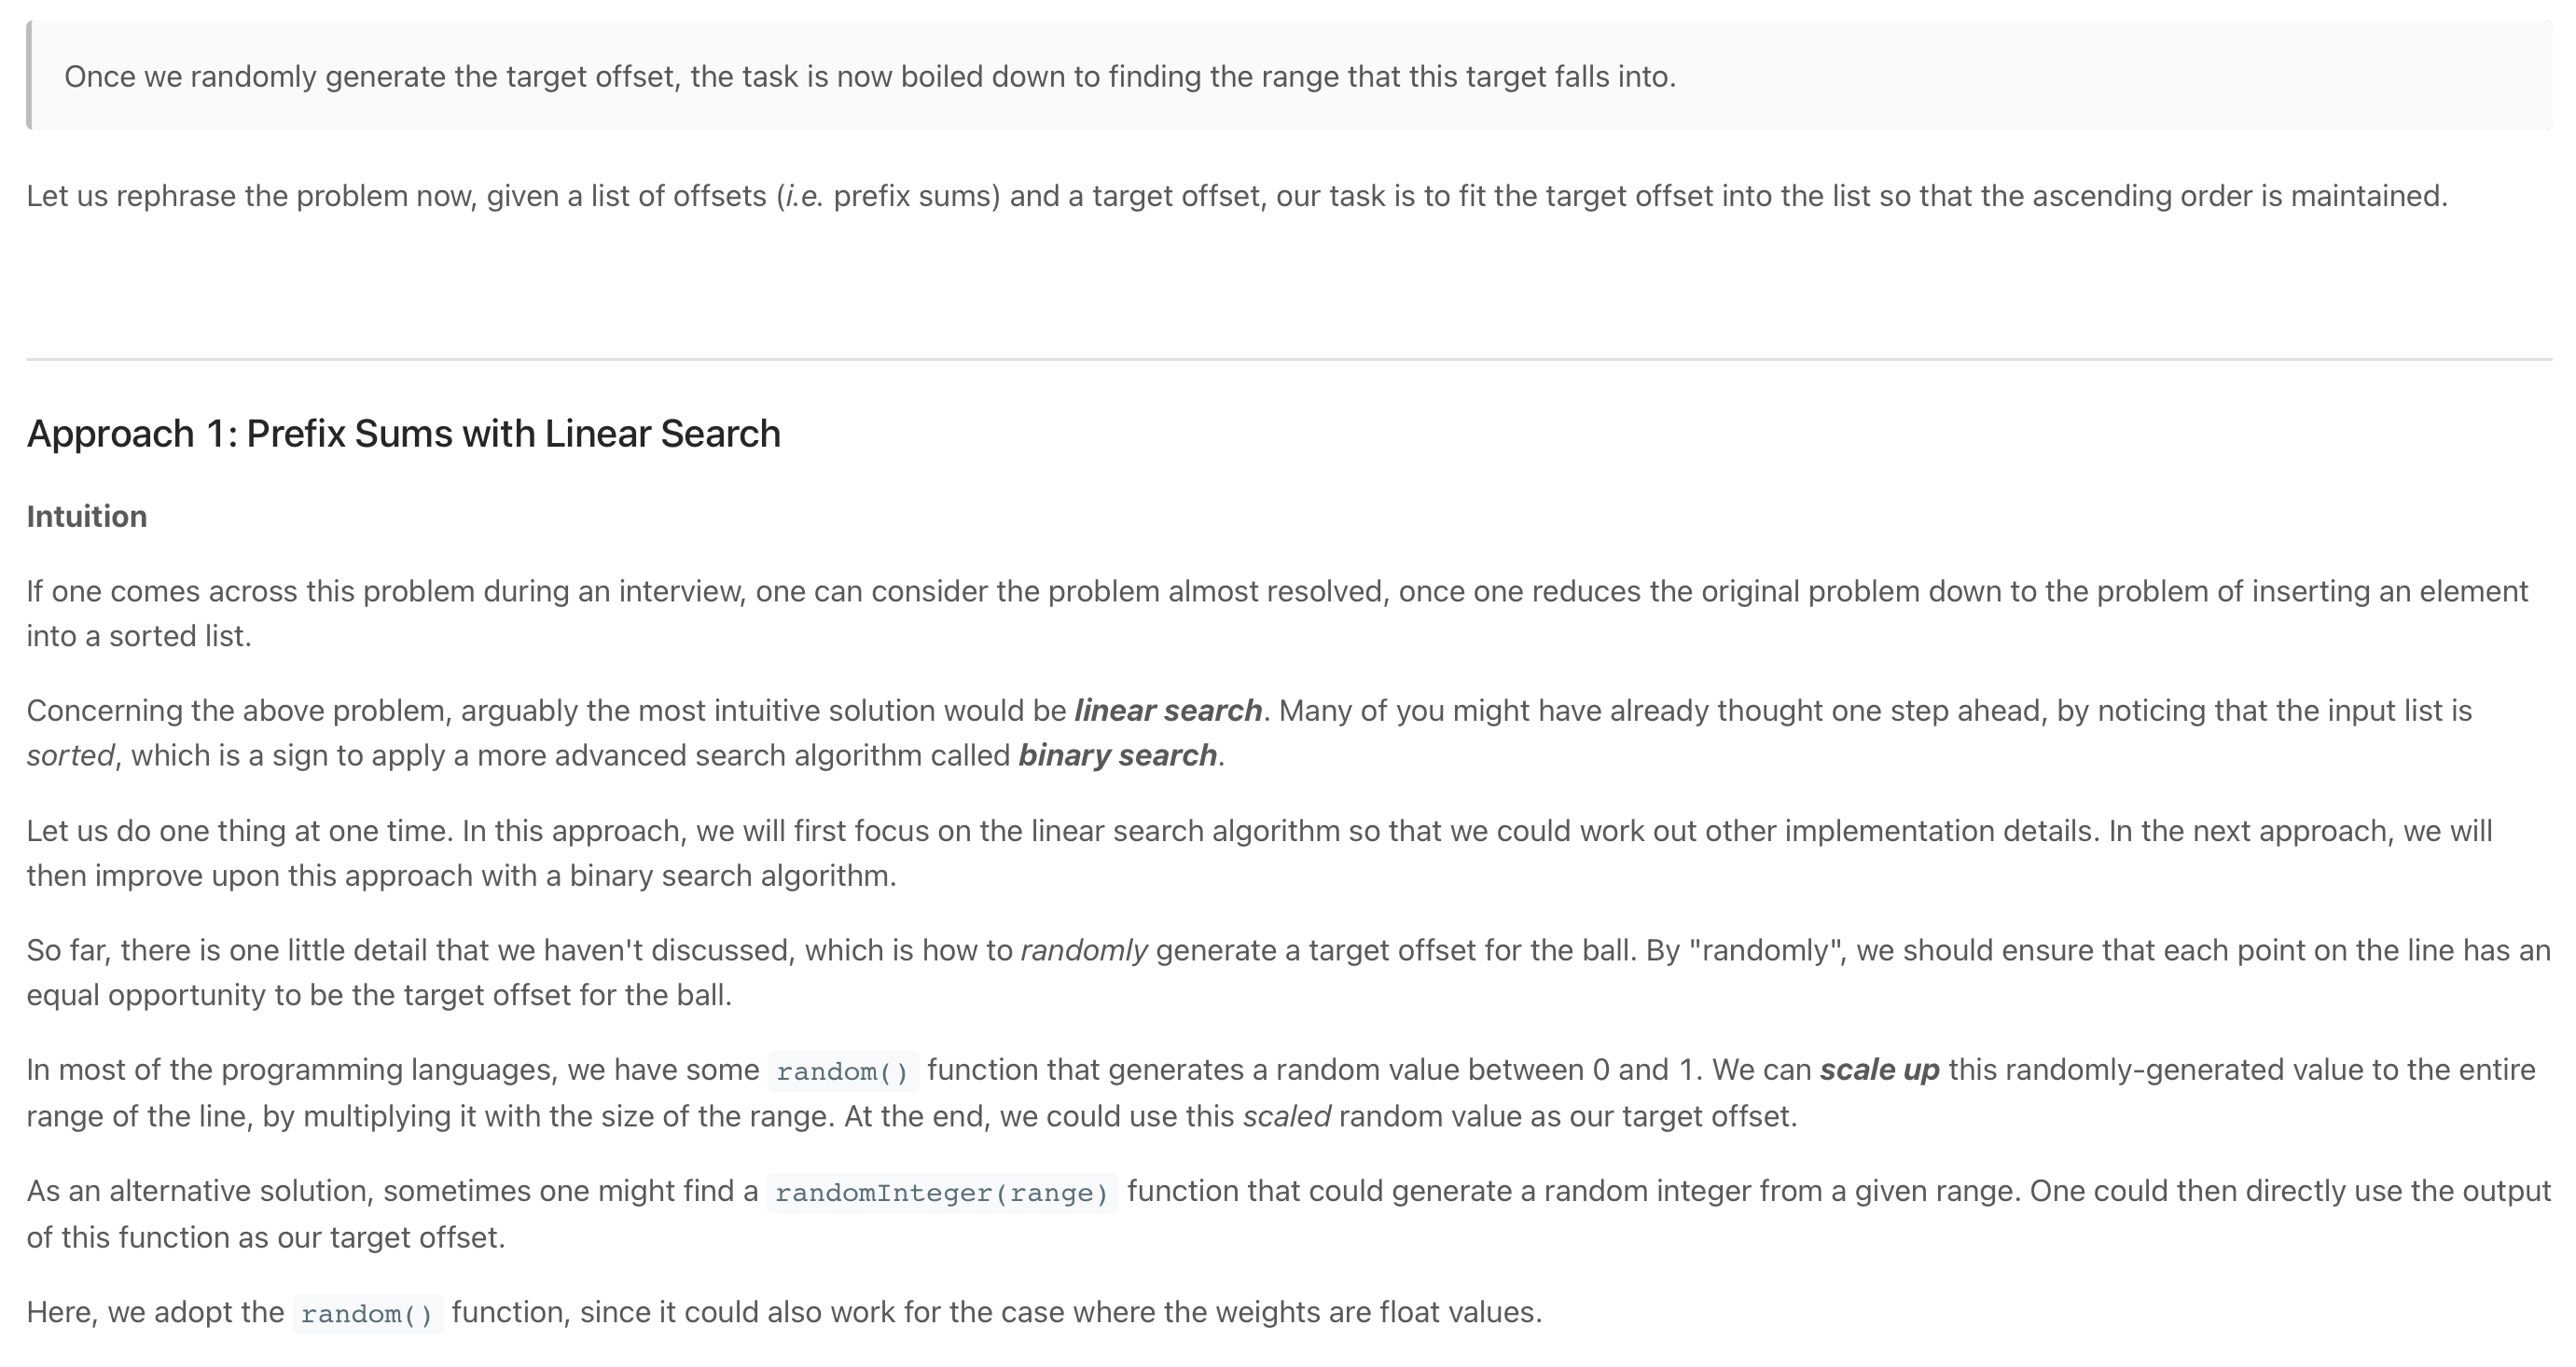 Once we randomly generate the target offset, the task is now boiled down to finding the range that this target falls into.
Let us rephrase the problem now, given a list of offsets (i.e. prefix sums) and a target offset, our task is to fit the target offset into the list so that the ascending order is maintained.
Approach 1: Prefix Sums with Linear Search
Intuition
If one comes across this problem during an interview, one can consider the problem almost resolved, once one reduces the original problem down to the problem of inserting an element
into a sorted list.
Concerning the above problem, arguably the most intuitive solution would be linear search. Many of you might have already thought one step ahead, by noticing that the input list is
sorted, which is a sign to apply a more advanced search algorithm called binary search.
Let us do one thing at one time. In this approach, we will first focus on the linear search algorithm so that we could work out other implementation details. In the next approach, we will
then improve upon this approach with a binary search algorithm.
So far, there is one little detail that we haven't discussed, which is how to randomly generate a target offset for the ball. By "randomly", we should ensure that each point on the line has an
equal opportunity to be the target offset for the ball.
In most of the programming languages, we have some random() function that generates a random value between 0 and 1. We can scale up this randomly-generated value to the entire
range of the line, by multiplying it with the size of the range. At the end, we could use this scaled random value as our target offset.
As an alternative solution, sometimes one might find a randomInteger(range) function that could generate a random integer from a given range. One could then directly use the output
of this function as our target offset.
Here, we adopt the random() function, since it could also work for the case where the weights are float values.